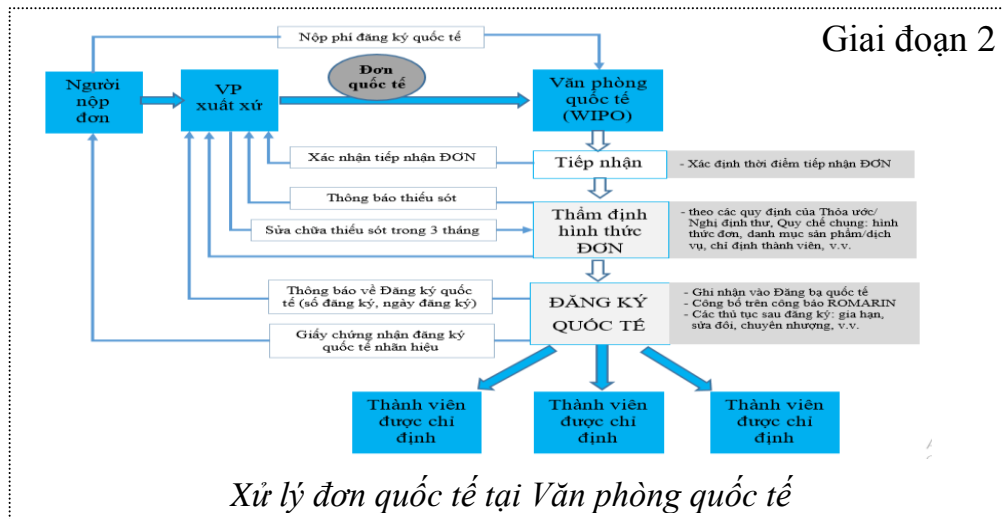 Giai đoạn 2
Nộp phí đăng ký quốc tế
Người
nộp
đơn
VP
xuất xứ
Đơn
quốc tế
Văn phòng
quốc tế
(WIPO)
Xác nhận tiếp nhận ĐƠN
Tiếp nhận
- Xác định thời điểm tiếp nhận ĐƠN
Thông báo thiếu sót
Sửa chữa thiếu sót trong 3 tháng
Thẩm định
hình thức
ĐƠN
- theo các quy định của Thỏa ước/
Nghị định thư, Quy chế chung: hình
thức đơn, danh mục sản phẩm/dịch
vụ, chỉ định thành viên, v.v.
Thông báo về Đăng ký quốc
tế (số đăng ký, ngày đăng ký)
Giấy chứng nhận đăng ký
quốc tế nhãn hiệu
ĐĂNG KÝ
QUỐC TẾ
- Ghi nhận vào Đăng bạ quốc tế
- Công bố trên công báo ROMARIN
- Các thủ tục sau đăng ký: gia hạn,
sửa đổi, chuyển nhượng, v.v.
Thành viên
được chỉ
định
Thành viên
được chỉ
định
Thành viên
được chỉ
định
Xử lý đơn quốc tế tại Văn phòng quốc tế